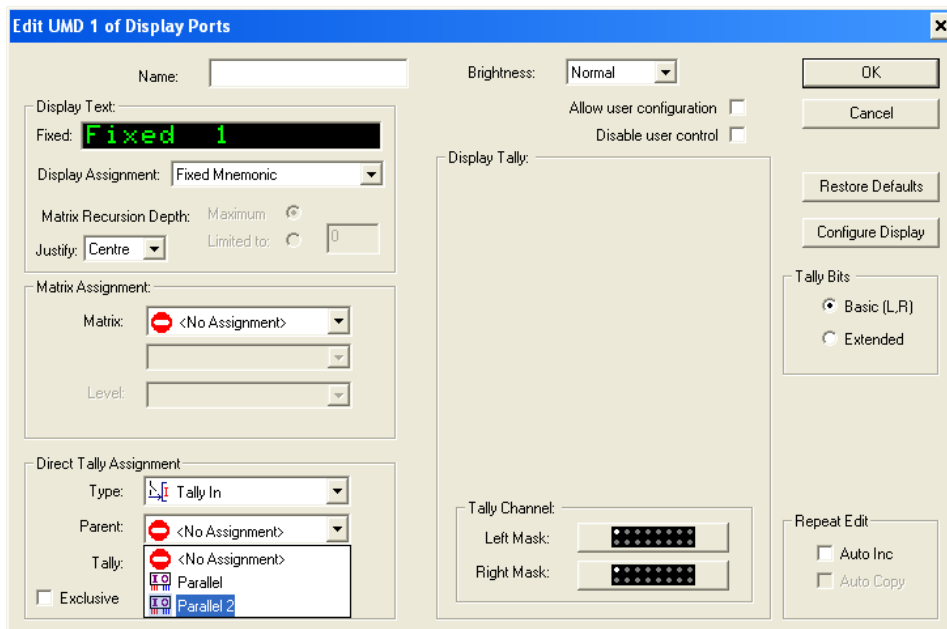 Edit UMD 1 of Display Ports
Name:
Display Text:
Fixed: Fixed 1
Display Assignment: Fixed Mnemonic
Matrix Recursion Depth: Maximum
Limited to: 0
Justify: Centre
Matrix Assignment:
Matrix: <No Assignment>
Level:
Direct Tally Assignment
Type: Tally In
Parent: <No Assignment>
Tally: <No Assignment>
Parallel
Exclusive Parallel 2
Brightness: Normal
Allow user configuration
Disable user control
Display Tally:
Tally Channel:
Left Mask:
Right Mask:
OK
Cancel
Restore Defaults
Configure Display
Tally Bits
Basic (L,R)
Extended
Repeat Edit
Auto Inc
Auto Copy